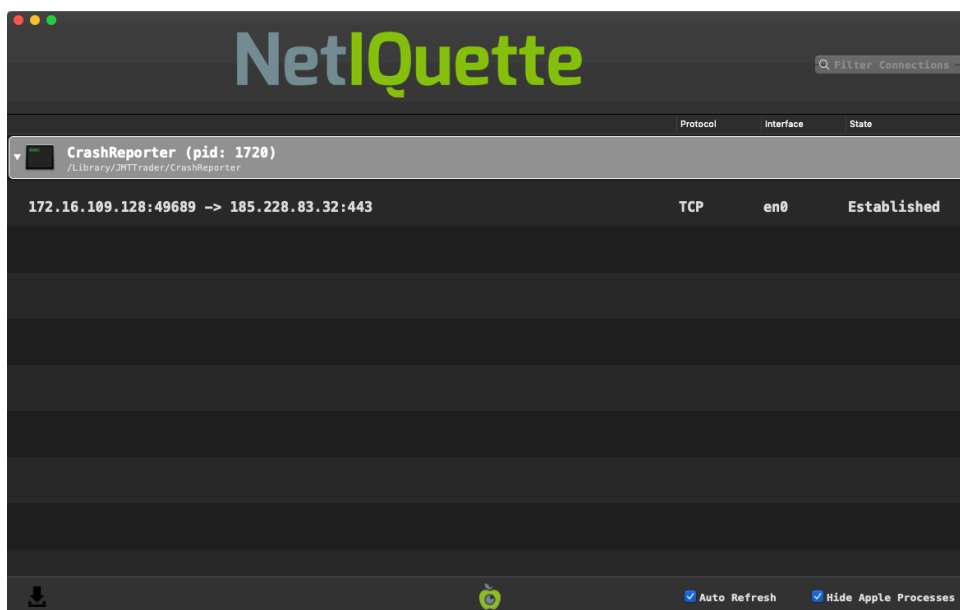 NetIQuette
Filter Connections
Protocol Interface State
exec
CrashReporter (pid: 1720)
/Library/JMTTrader/CrashReporter
172.16.109.128:49689 –> 185.228.83.32:443 TCP en0 Established
Auto Refresh Hide Apple Processes